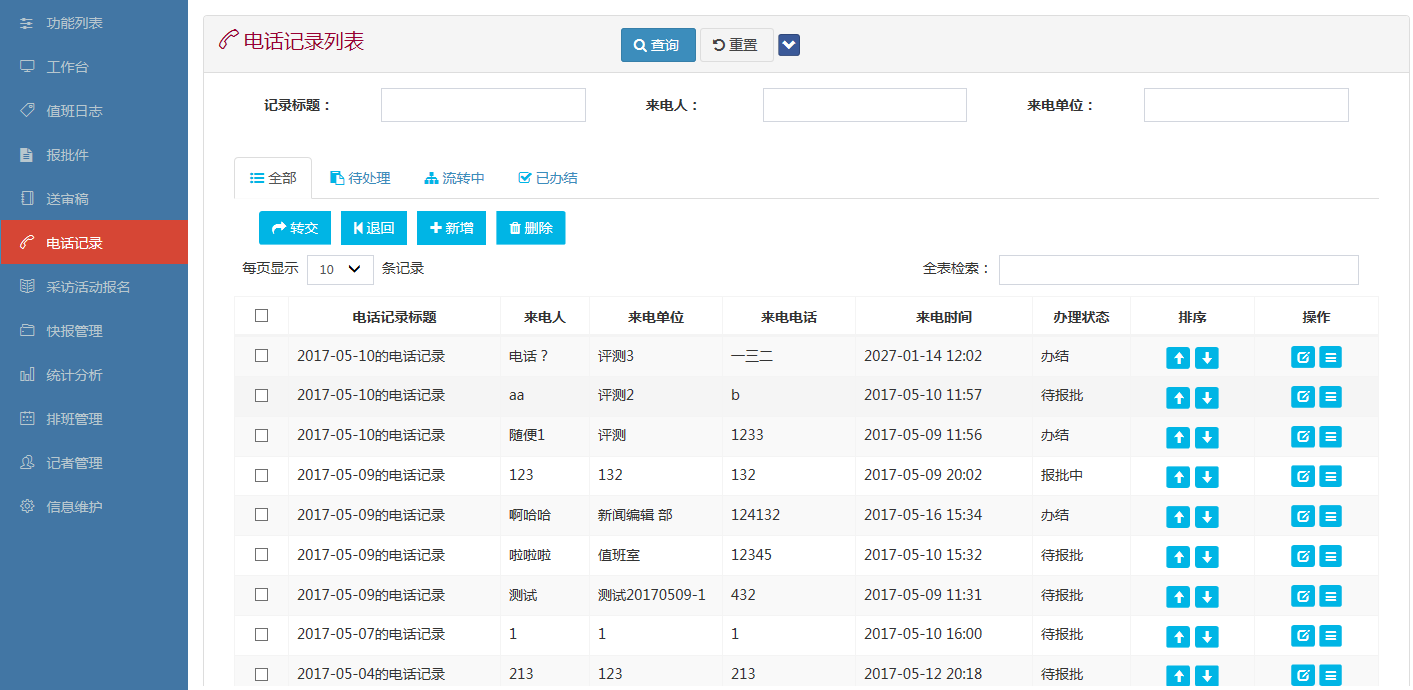 功能列表
工作台
值班日志
报批件
送审稿
电话记录
采访活动报名
快报管理
统计分析
排班管理
记者管理
信息维护
电话记录列表
查询 重置
记录标题： 来电人： 来电单位：
全部 待处理 流转中 已办结
转交 退回 新增 删除
每页显示 10 条记录 全表检索：
电话记录标题 来电人 来电单位 来电电话 来电时间 办理状态 排序 操作
2017-05-10的电话记录 电话？ 评测3 一三二 2027-01-14 12:02 办结
2017-05-10的电话记录 aa 评测2 b 2017-05-10 11:57 待报批
2017-05-10的电话记录 随便1 评测 1233 2017-05-09 11:56 办结
2017-05-09的电话记录 123 132 132 2017-05-09 20:02 报批中
2017-05-09的电话记录 啊哈哈 新闻编辑 部 124132 2017-05-16 15:34 办结
2017-05-09的电话记录 啦啦啦 值班室 12345 2017-05-10 15:32 待报批
2017-05-09的电话记录 测试 测试20170509-1 432 2017-05-09 11:31 待报批
2017-05-07的电话记录 1 1 1 2017-05-10 16:00 待报批
2017-05-04的电话记录 213 123 213 2017-05-12 20:18 待报批